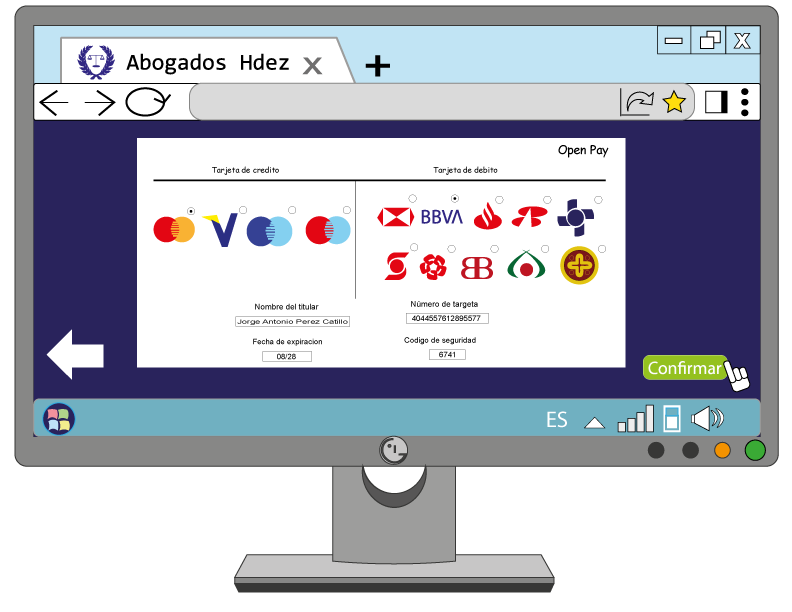 Abogados Hdez X
X
Open Pay
Tarjeta de credito
Tarjeta de debito
BBVA
Nombre del titular
Jorge Antonio Perez Catillo
Número de targeta
4044557612895577
Fecha de expiracion
08/28
Codigo de seguridad
6741
Confirmar
ES